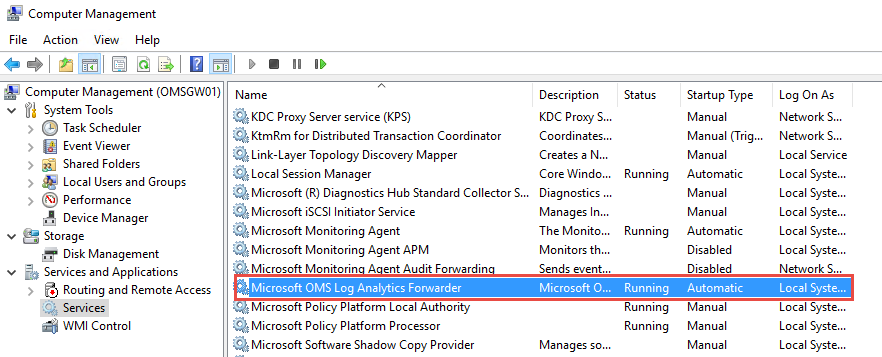 Computer Management
File Action View Help
Computer Management (OMSGW01)
System Tools
Task Scheduler
Event Viewer
Shared Folders
Local Users and Groups
Performance
Device Manager
Storage
Disk Management
Services and Applications
Routing and Remote Access
Services
WMI Control
Name Description Status Startup Type Log On As
KDC Proxy Server service (KPS) KDC Proxy S... Manual Network S...
KtmRm for Distributed Transaction Coordinator Coordinates... Manual (Trig... Network S...
Link-Layer Topology Discovery Mapper Creates a N... Manual Local Service
Local Session Manager Core Windo... Running Automatic Local Syste...
Microsoft (R) Diagnostics Hub Standard Collector S... Diagnostics ... Manual Local Syste...
Microsoft iSCSI Initiator Service Manages In... Manual Local Syste...
Microsoft Monitoring Agent The Monito... Running Automatic Local Syste...
Microsoft Monitoring Agent APM Monitors th... Disabled Local Syste...
Microsoft Monitoring Agent Audit Forwarding Sends event... Disabled Network S...
Microsoft OMS Log Analytics Forwarder Microsoft O... Running Automatic Local Syste...
Microsoft Policy Platform Local Authority Running Manual Local Syste...
Microsoft Policy Platform Processor Running Manual Local Syste...
Microsoft Software Shadow Copy Provider Manages so... Manual Local Syste...